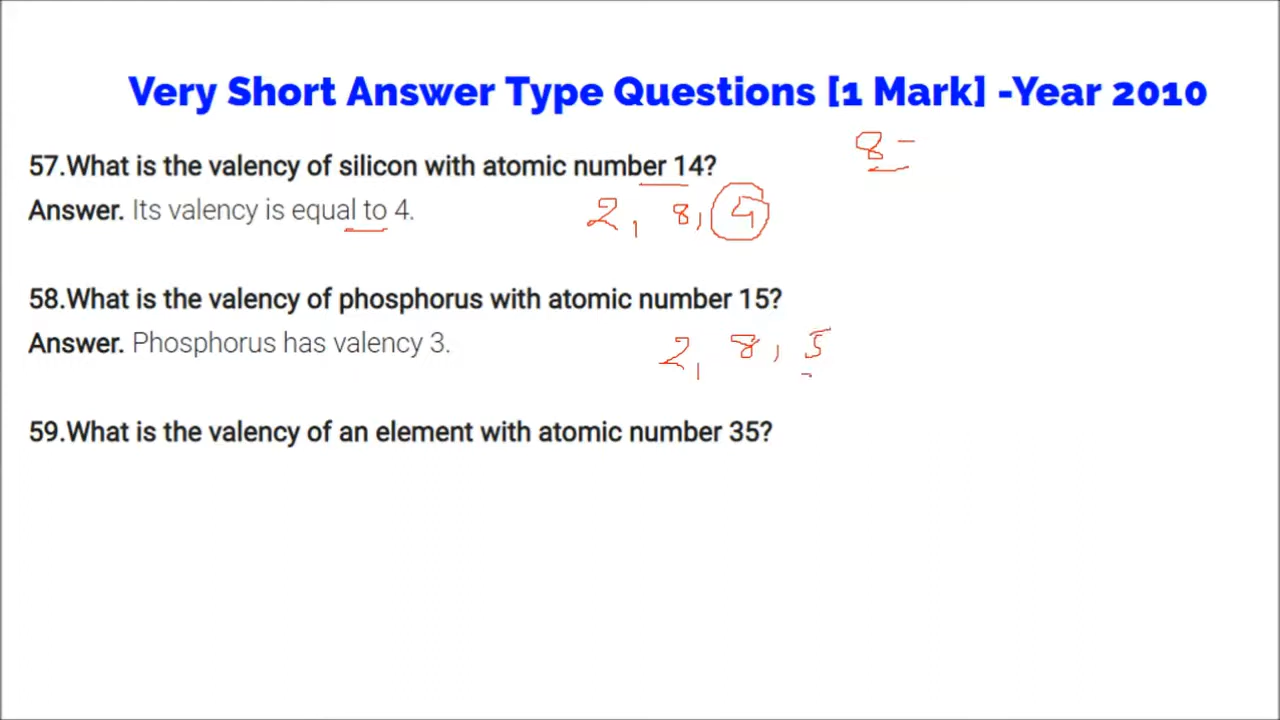 Very Short Answer Type Questions [1 Mark] -Year 2010
8 -
57.What is the valency of silicon with atomic number 14?
Answer. Its valency is equal to 4.
2, 8, 4
58.What is the valency of phosphorus with atomic number 15?
Answer. Phosphorus has valency 3.
2, 8, 5
59.What is the valency of an element with atomic number 35?